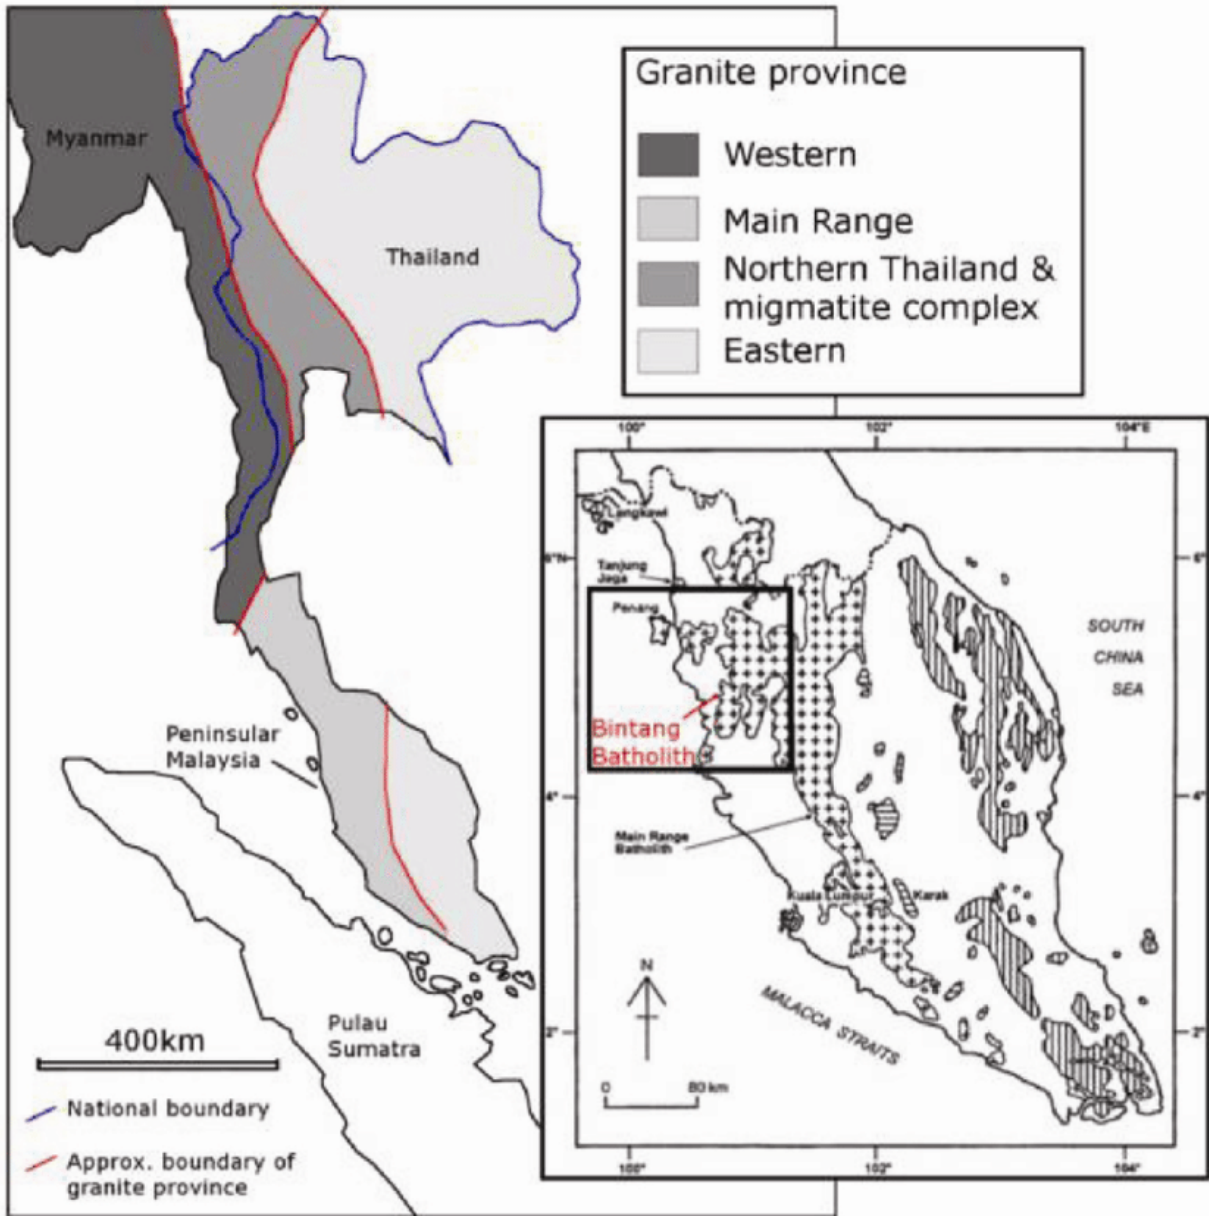 Myanmar
Thailand
Granite province
Western
Main Range
Northern Thailand &
migmatite complex
Eastern
Peninsular
Malaysia
Pulau
Sumatra
400km
National boundary
Approx. boundary of
granite province
100°
102°
104°E
Langkawi
6°N
Tanjung
Jaga
Penang
SOUTH
CHINA
SEA
Bintang
Batholith
4°
4°
Main Range
Batholith
Kuala Lumpur
Karak
N
MALACCA STRAITS
2°
2°
0
80 km
100°
102°
104°